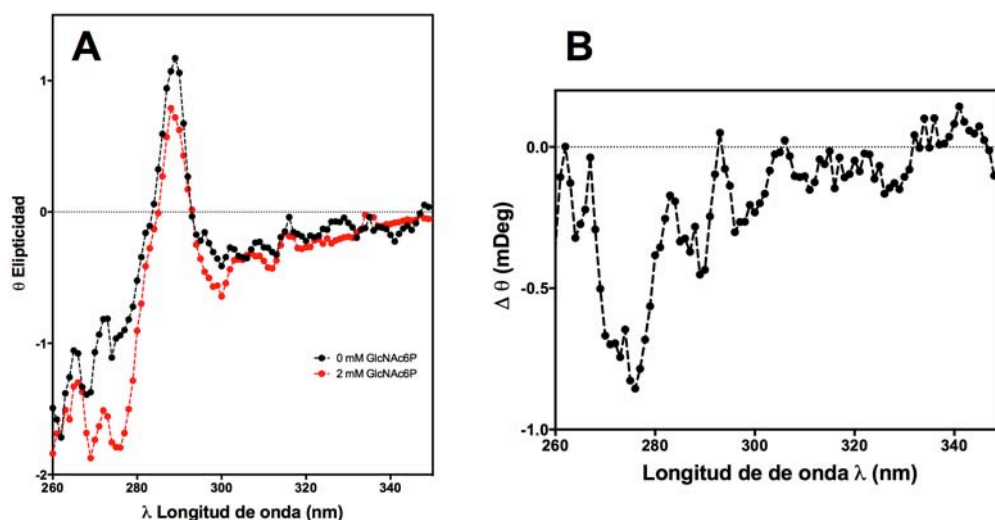 A
1
0
-1
-2
θ Elipticidad
0 mM GlcNAc6P
2 mM GlcNAc6P
260
280
300
320
340
λ Longitud de onda (nm)
B
0.0
-0.5
-1.0
Δ θ (mDeg)
260
280
300
320
340
Longitud de de onda λ (nm)